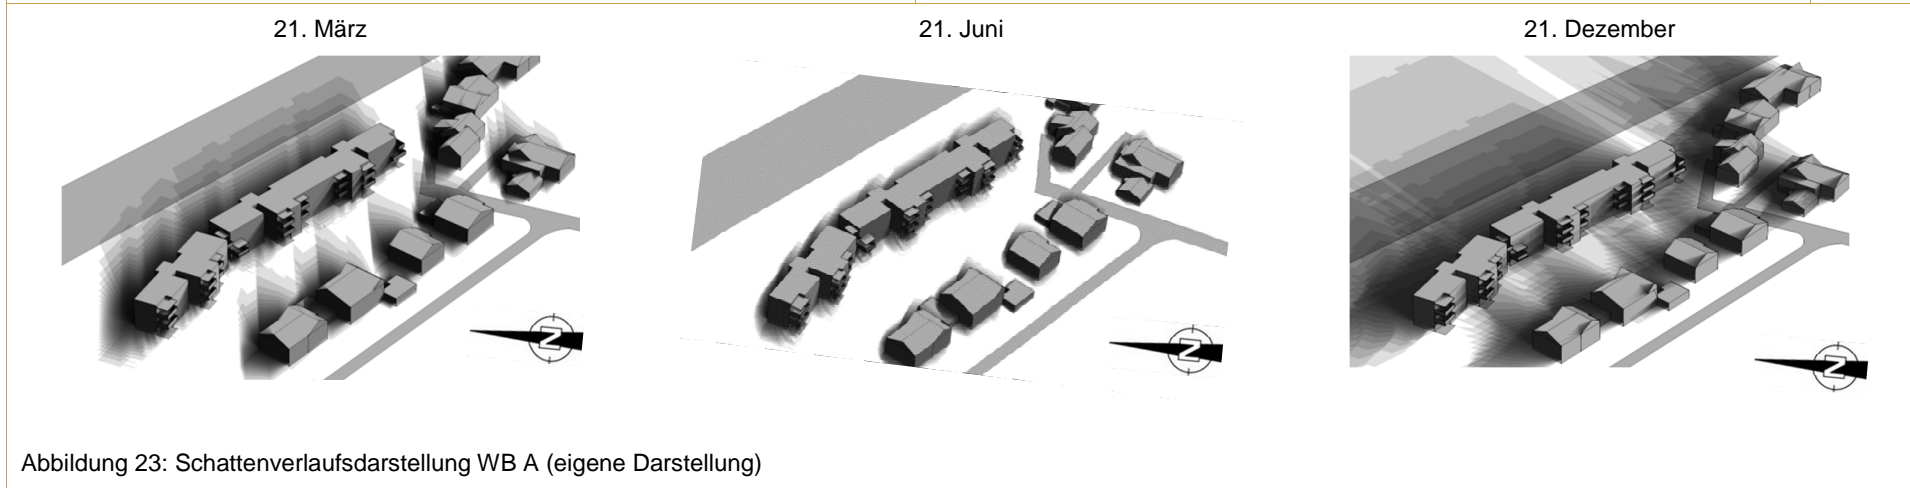 21. März
21. Juni
21. Dezember
N
N
N
Abbildung 23: Schattenverlaufsdarstellung WB A (eigene Darstellung)